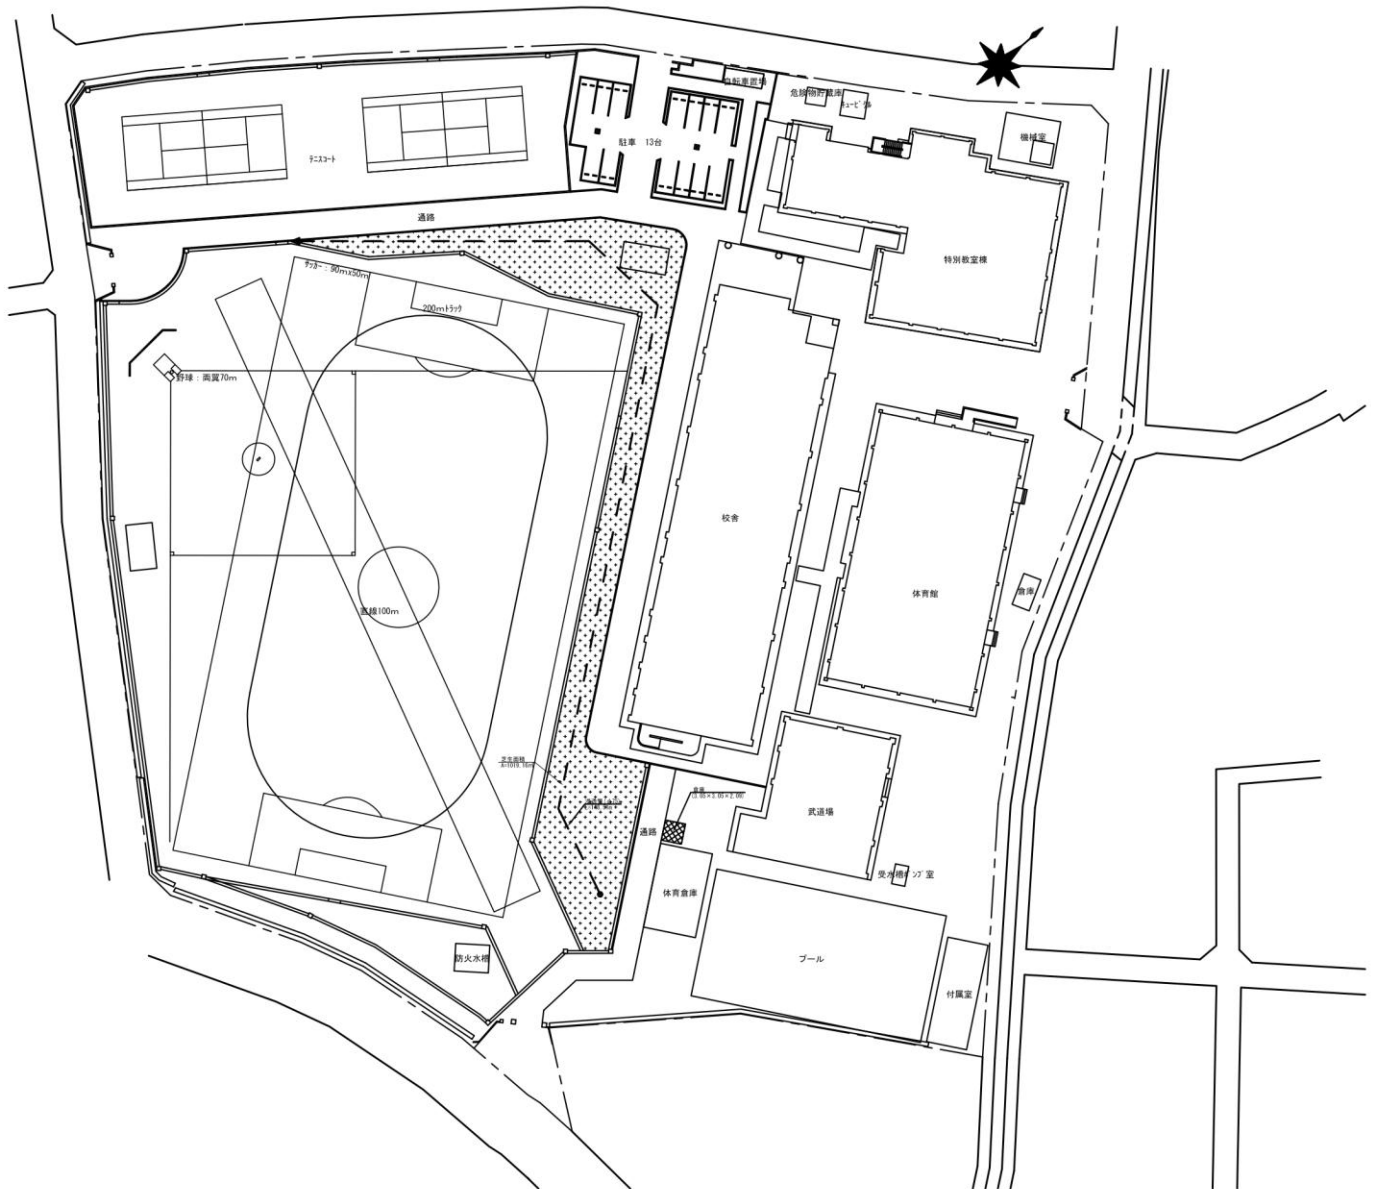 自転車置場
危険物貯蔵庫
ｷｭｰﾋﾞｸﾙ
機械室
駐車 13台
ﾃﾆｽｺｰﾄ
通路
特別教室棟
ｻｯｶｰ：90mx50m
200mﾄﾗｯｸ
野球：両翼70m
校舎
体育館
倉庫
直線100m
芝生面積
通路
武道場
体育倉庫
受水槽ﾎﾟﾝﾌﾟ室
防火水槽
プール
付属室